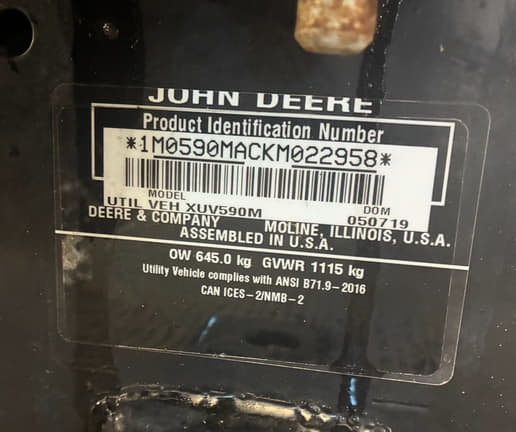 JOHN DEERE
Product Identification Number
*1M0590MACKM022958*
MODEL DOM
UTIL VEH XUV590M 050719
DEERE & COMPANY MOLINE, ILLINOIS, U.S.A.
ASSEMBLED IN U.S.A.
OW 645.0 kg GVWR 1115 kg
Utility Vehicle complies with ANSI B71.9-2016
CAN ICES-2/NMB-2